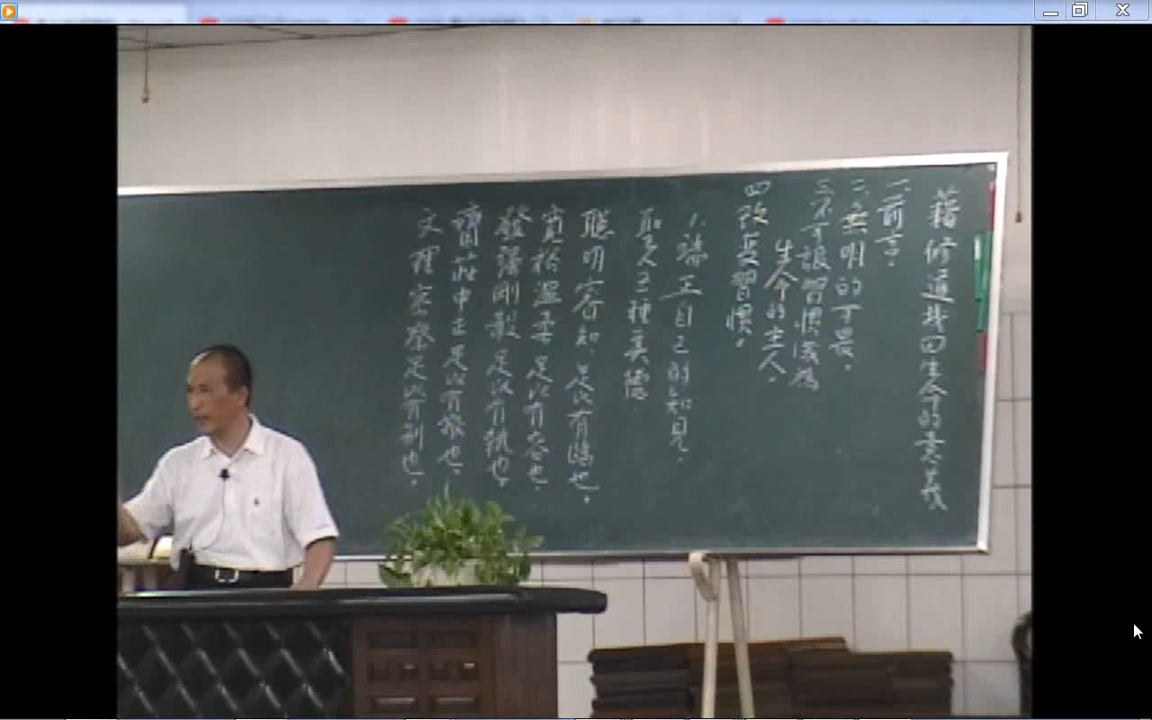 藉修道找回生命的意義
一、前言:
二、無明的可畏。
三、不可讓習慣成為
生命的主人。
四改變習慣。
1.端正自己的知見.
聖人五種美德
聰明睿知,足以有臨也。
寬裕溫柔足以有容也。
發強剛毅足以有執也。
齊莊中正足以有敬也。
文理密察足以有別也。